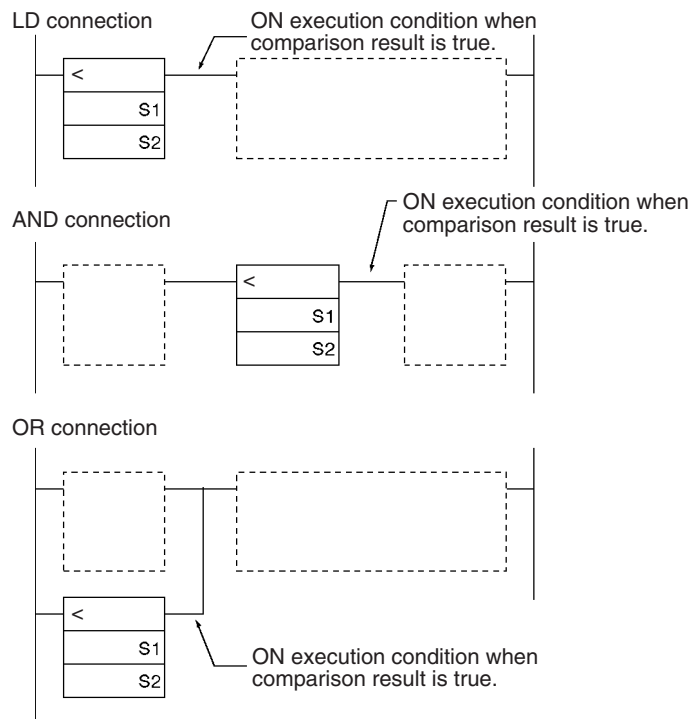 LD connection
ON execution condition when
comparison result is true.
<
S1
S2
AND connection
ON execution condition when
comparison result is true.
<
S1
S2
OR connection
<
S1
S2
ON execution condition when
comparison result is true.